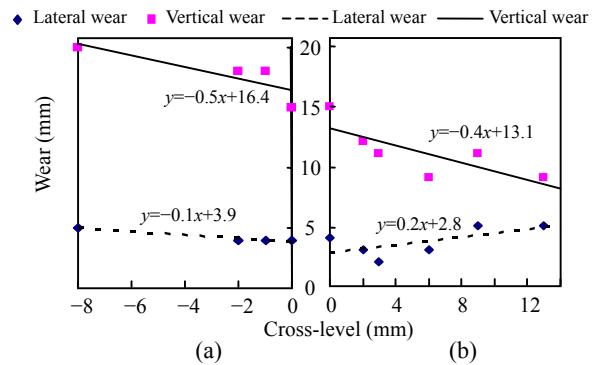 Lateral wear Vertical wear Lateral wear Vertical wear
20
15
10
5
0
Wear (mm)
y=−0.5x+16.4
y=−0.4x+13.1
y=−0.1x+3.9
y=0.2x+2.8
−8 −6 −4 −2 0 0 4 8 12
Cross-level (mm)
(a) (b)